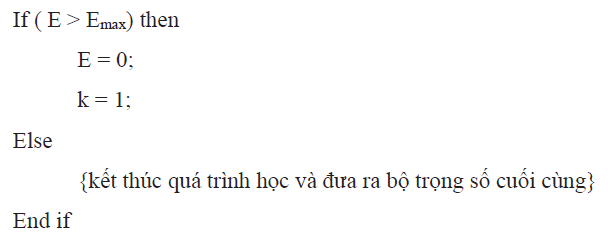 If ( E > Emax) then
E = 0;
k = 1;
Else
{kết thúc quá trình học và đưa ra bộ trọng số cuối cùng}
End if